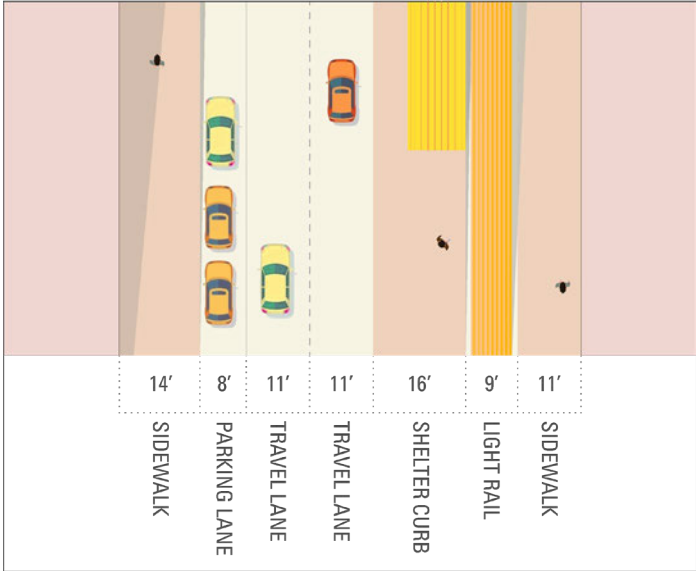 14′
8′
11′
11′
16′
9′
11′
SIDEWALK
PARKING LANE
TRAVEL LANE
TRAVEL LANE
SHELTER CURB
LIGHT RAIL
SIDEWALK